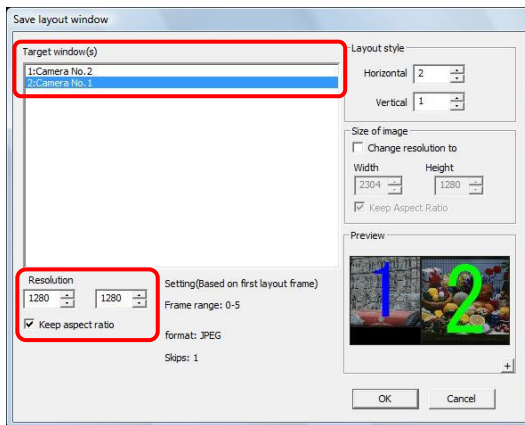 Save layout window
Target window(s)
1:Camera No.2
2:Camera No.1
Layout style
Horizontal 2
Vertical 1
Size of image
Change resolution to
Width Height
2304 1280
Keep Aspect Ratio
Preview
1 2
+
Resolution
1280 1280
Keep aspect ratio
Setting(Based on first layout frame)
Frame range: 0-5
format: JPEG
Skips: 1
OK Cancel